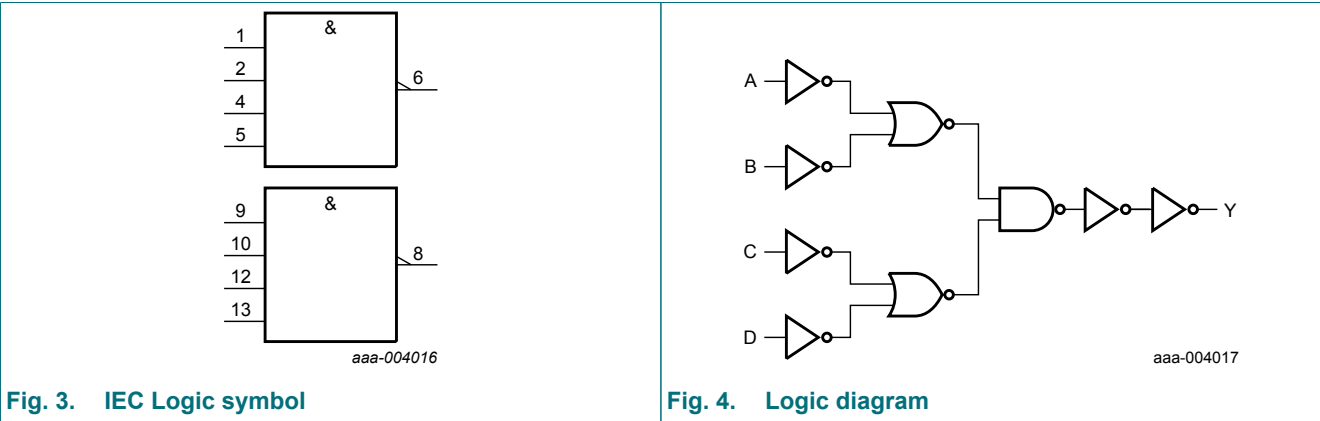 &
1
2
4
5
6
&
9
10
12
13
8
aaa-004016
Fig. 3. IEC Logic symbol
A
B
C
D
Y
aaa-004017
Fig. 4. Logic diagram